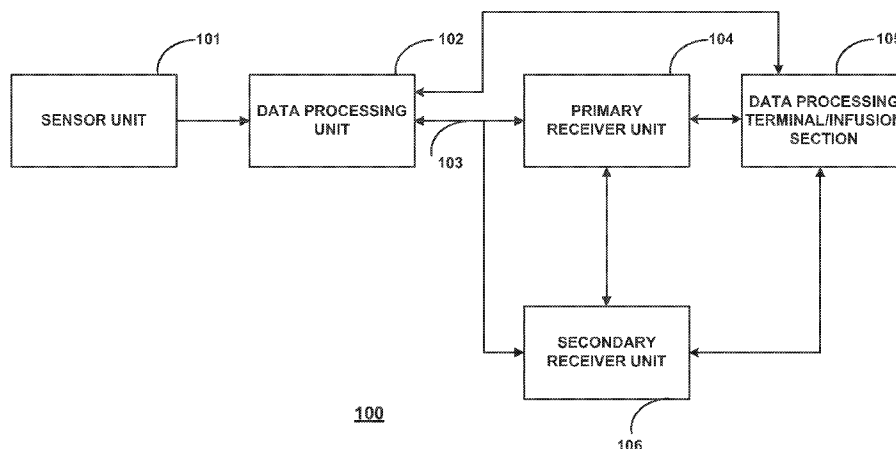 101
102
104
105
SENSOR UNIT
DATA PROCESSING
UNIT
PRIMARY
RECEIVER UNIT
DATA PROCESSING
TERMINAL/INFUSION
SECTION
103
SECONDARY
RECEIVER UNIT
100
106